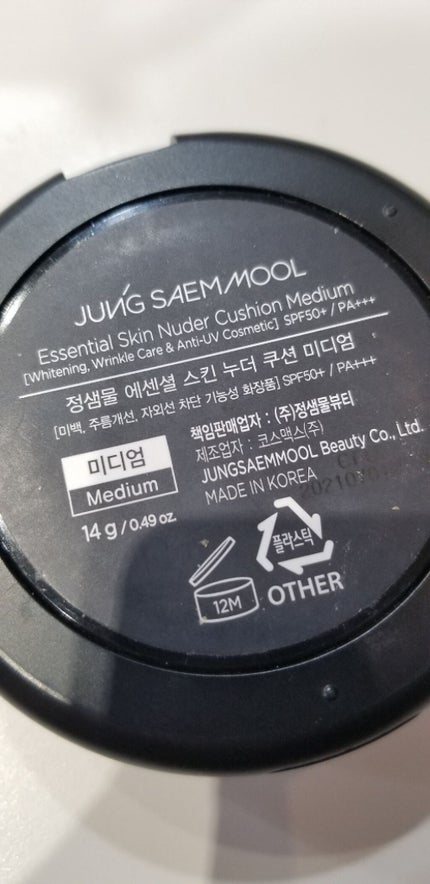 JUNG SAEMMOOL
Essential Skin Nuder Cushion Medium
[Whitening, Wrinkle Care & Anti-UV Cosmetic] SPF50+ / PA+++
정샘물 에센셜 스킨 누더 쿠션 미디엄
[미백, 주름개선, 자외선 차단 기능성 화장품] SPF50+ / PA+++
미디엄
Medium
14 g / 0.49 oz.
책임판매업자 : (주)정샘물뷰티
제조업자 : 코스맥스(주)
JUNGSAEMMOOL Beauty Co., Ltd.
MADE IN KOREA
12M
플라스틱
OTHER